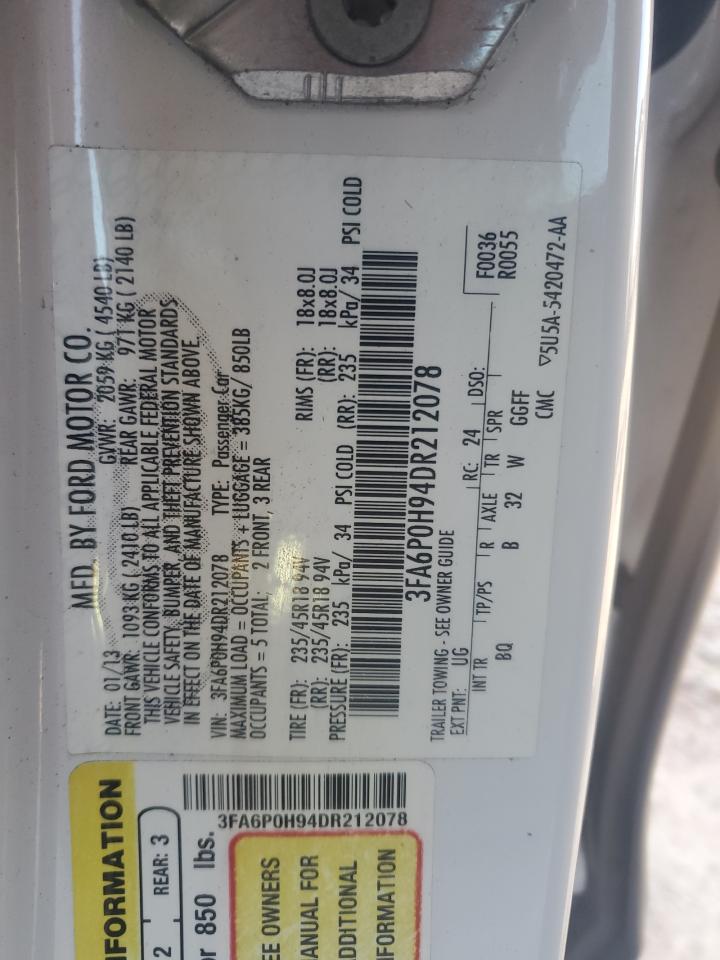 MFD. BY FORD MOTOR CO.
DATE: 01/13 GVWR: 2059 KG ( 4540 LB)
FRONT GAWR: 1093 KG ( 2410 LB) REAR GAWR: 971 KG ( 2140 LB)
THIS VEHICLE CONFORMS TO ALL APPLICABLE FEDERAL MOTOR
VEHICLE SAFETY, BUMPER, AND THEFT PREVENTION STANDARDS
IN EFFECT ON THE DATE OF MANUFACTURE SHOWN ABOVE.
VIN: 3FA6P0H94DR212078 TYPE: Passenger Car
MAXIMUM LOAD = OCCUPANTS + LUGGAGE = 385KG/ 850LB
OCCUPANTS = 5 TOTAL; 2 FRONT, 3 REAR
TIRE (FR): 235/45R18 94V RIMS (FR): 18x8.0J
(RR): 235/45R18 94V (RR): 18x8.0J
PRESSURE (FR): 235 kPa/ 34 PSI COLD (RR): 235 kPa/ 34 PSI COLD
3FA6P0H94DR212078
TRAILER TOWING - SEE OWNER GUIDE
F0036
R0055
EXT PNT: UG RC: 24 DSO:
INT TR TP/PS R AXLE TR SPR
BQ B 32 W GGFF
CMC ▽5U5A-5420472-AA
INFORMATION
2 REAR: 3
or 850 lbs.
3FA6P0H94DR212078
EE OWNERS
ANUAL FOR
ADDITIONAL
FORMATION